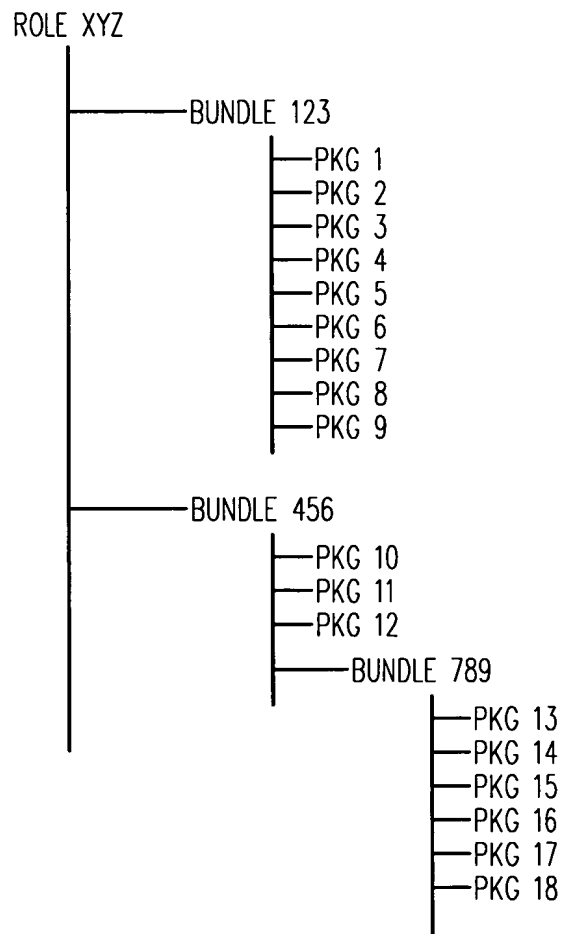 ROLE XYZ
BUNDLE 123
PKG 1
PKG 2
PKG 3
PKG 4
PKG 5
PKG 6
PKG 7
PKG 8
PKG 9
BUNDLE 456
PKG 10
PKG 11
PKG 12
BUNDLE 789
PKG 13
PKG 14
PKG 15
PKG 16
PKG 17
PKG 18